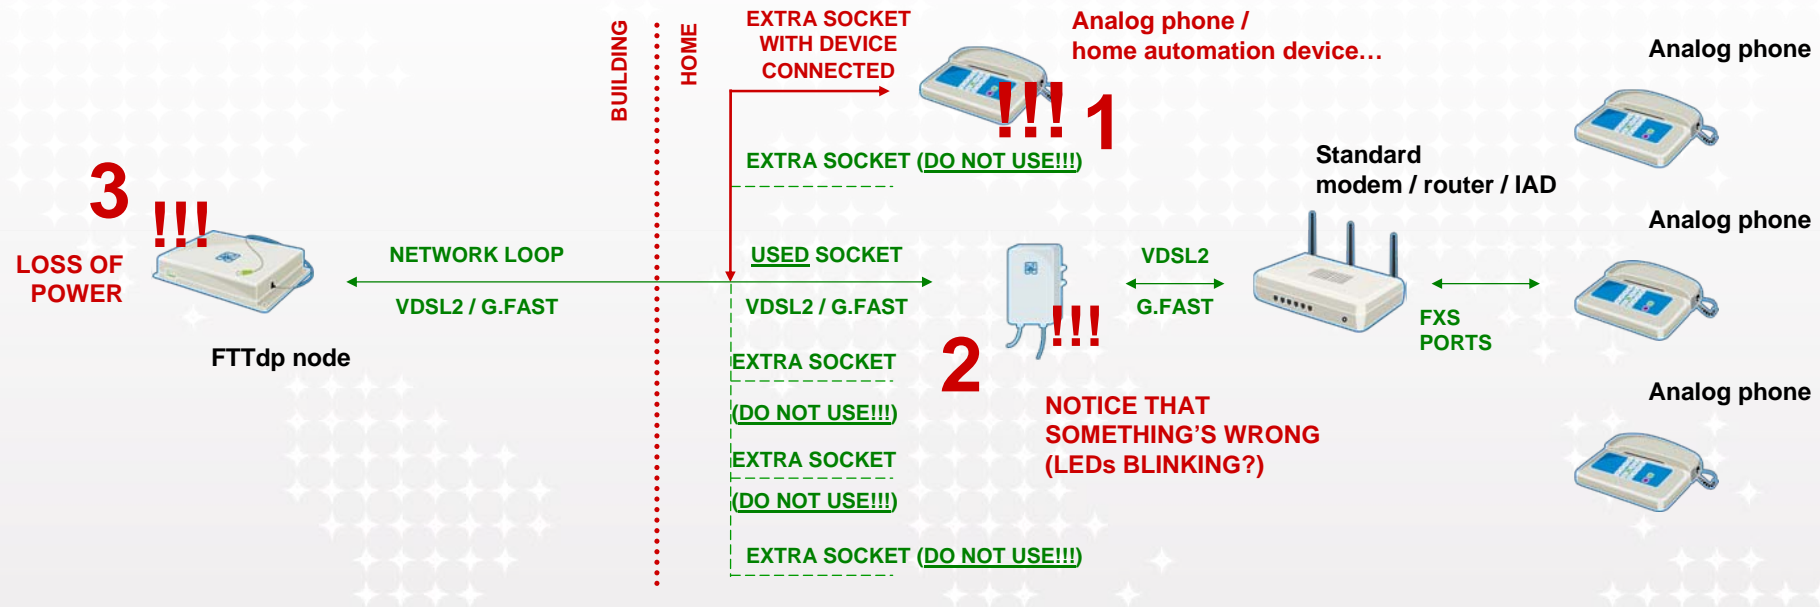 BUILDING
HOME
EXTRA SOCKET
WITH DEVICE
CONNECTED
Analog phone /
home automation device…
!!!
1
Analog phone
EXTRA SOCKET (DO NOT USE!!!)
Standard
modem / router / IAD
3
!!!
LOSS OF
POWER
FTTdp node
NETWORK LOOP
VDSL2 / G.FAST
USED SOCKET
VDSL2 / G.FAST
2
!!!
NOTICE THAT
SOMETHING’S WRONG
(LEDs BLINKING?)
VDSL2
G.FAST
FXS
PORTS
Analog phone
Analog phone
EXTRA SOCKET
(DO NOT USE!!!)
EXTRA SOCKET
(DO NOT USE!!!)
EXTRA SOCKET (DO NOT USE!!!)